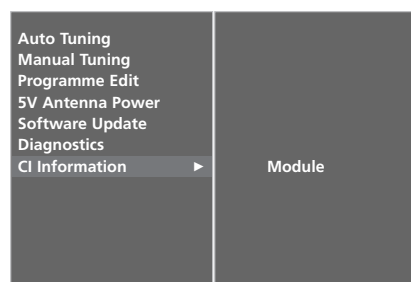 Auto Tuning
Manual Tuning
Programme Edit
5V Antenna Power
Software Update
Diagnostics
CI Information ► Module